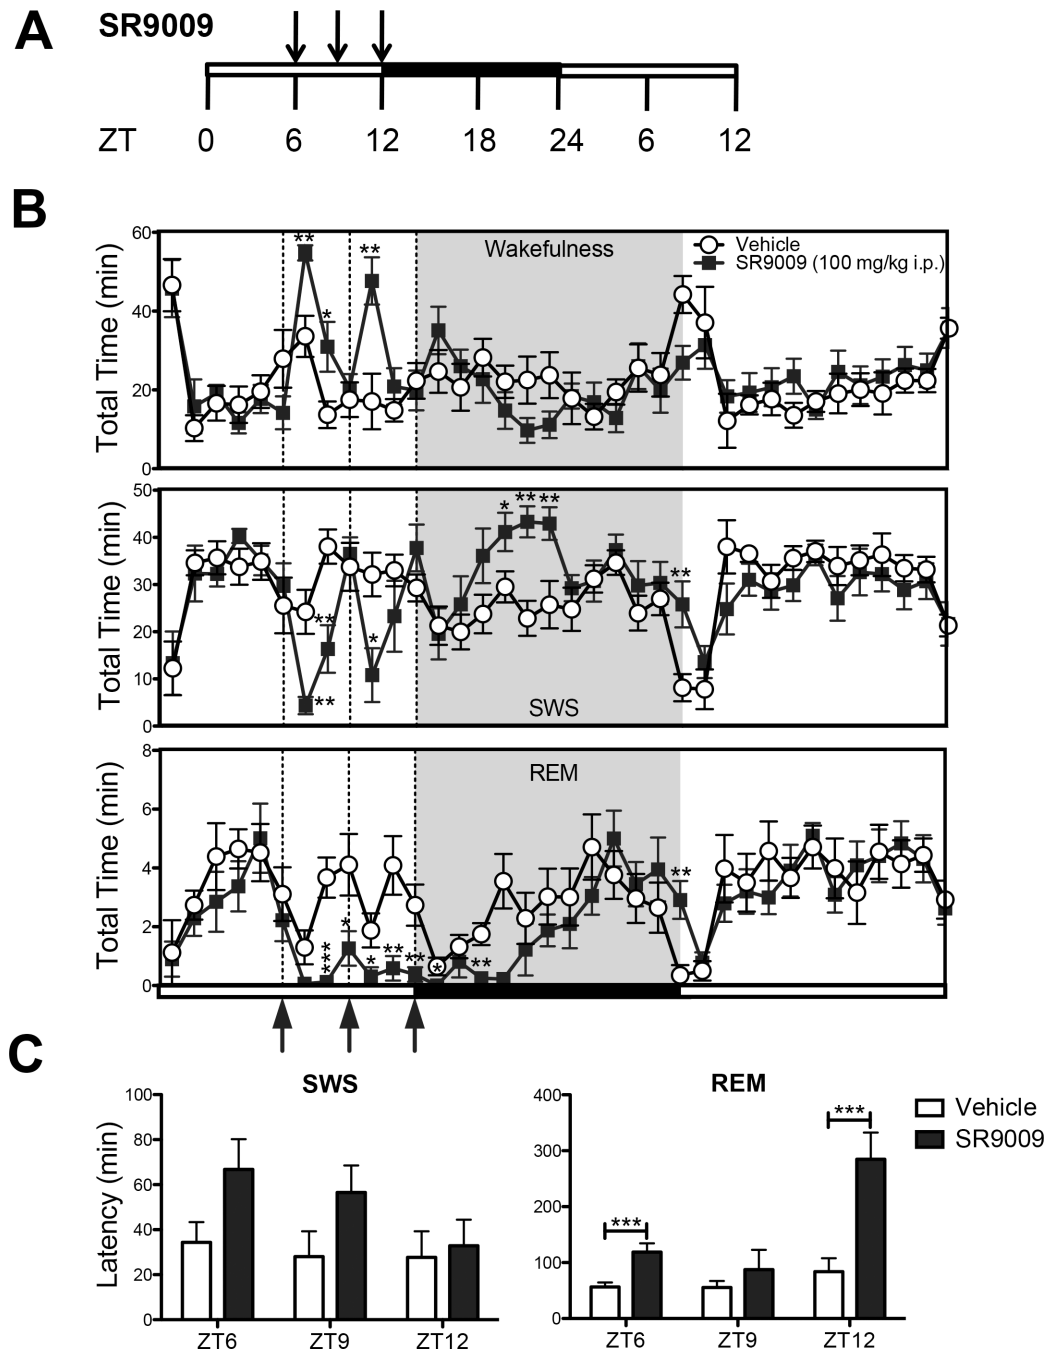 A
SR9009
ZT 0 6 12 18 24 6 12
B
Wakefulness
Vehicle
SR9009 (100 mg/kg i.p.)
Total Time (min)
60
40
20
0
** * **
SWS
Total Time (min)
50
40
30
20
10
0
** ** * * ** ** **
REM
Total Time (min)
8
6
4
2
0
*** * * ** ** * ** **
C
SWS
Latency (min)
100
80
60
40
20
0
ZT6 ZT9 ZT12
REM
400
300
200
100
0
*** ***
ZT6 ZT9 ZT12
Vehicle
SR9009